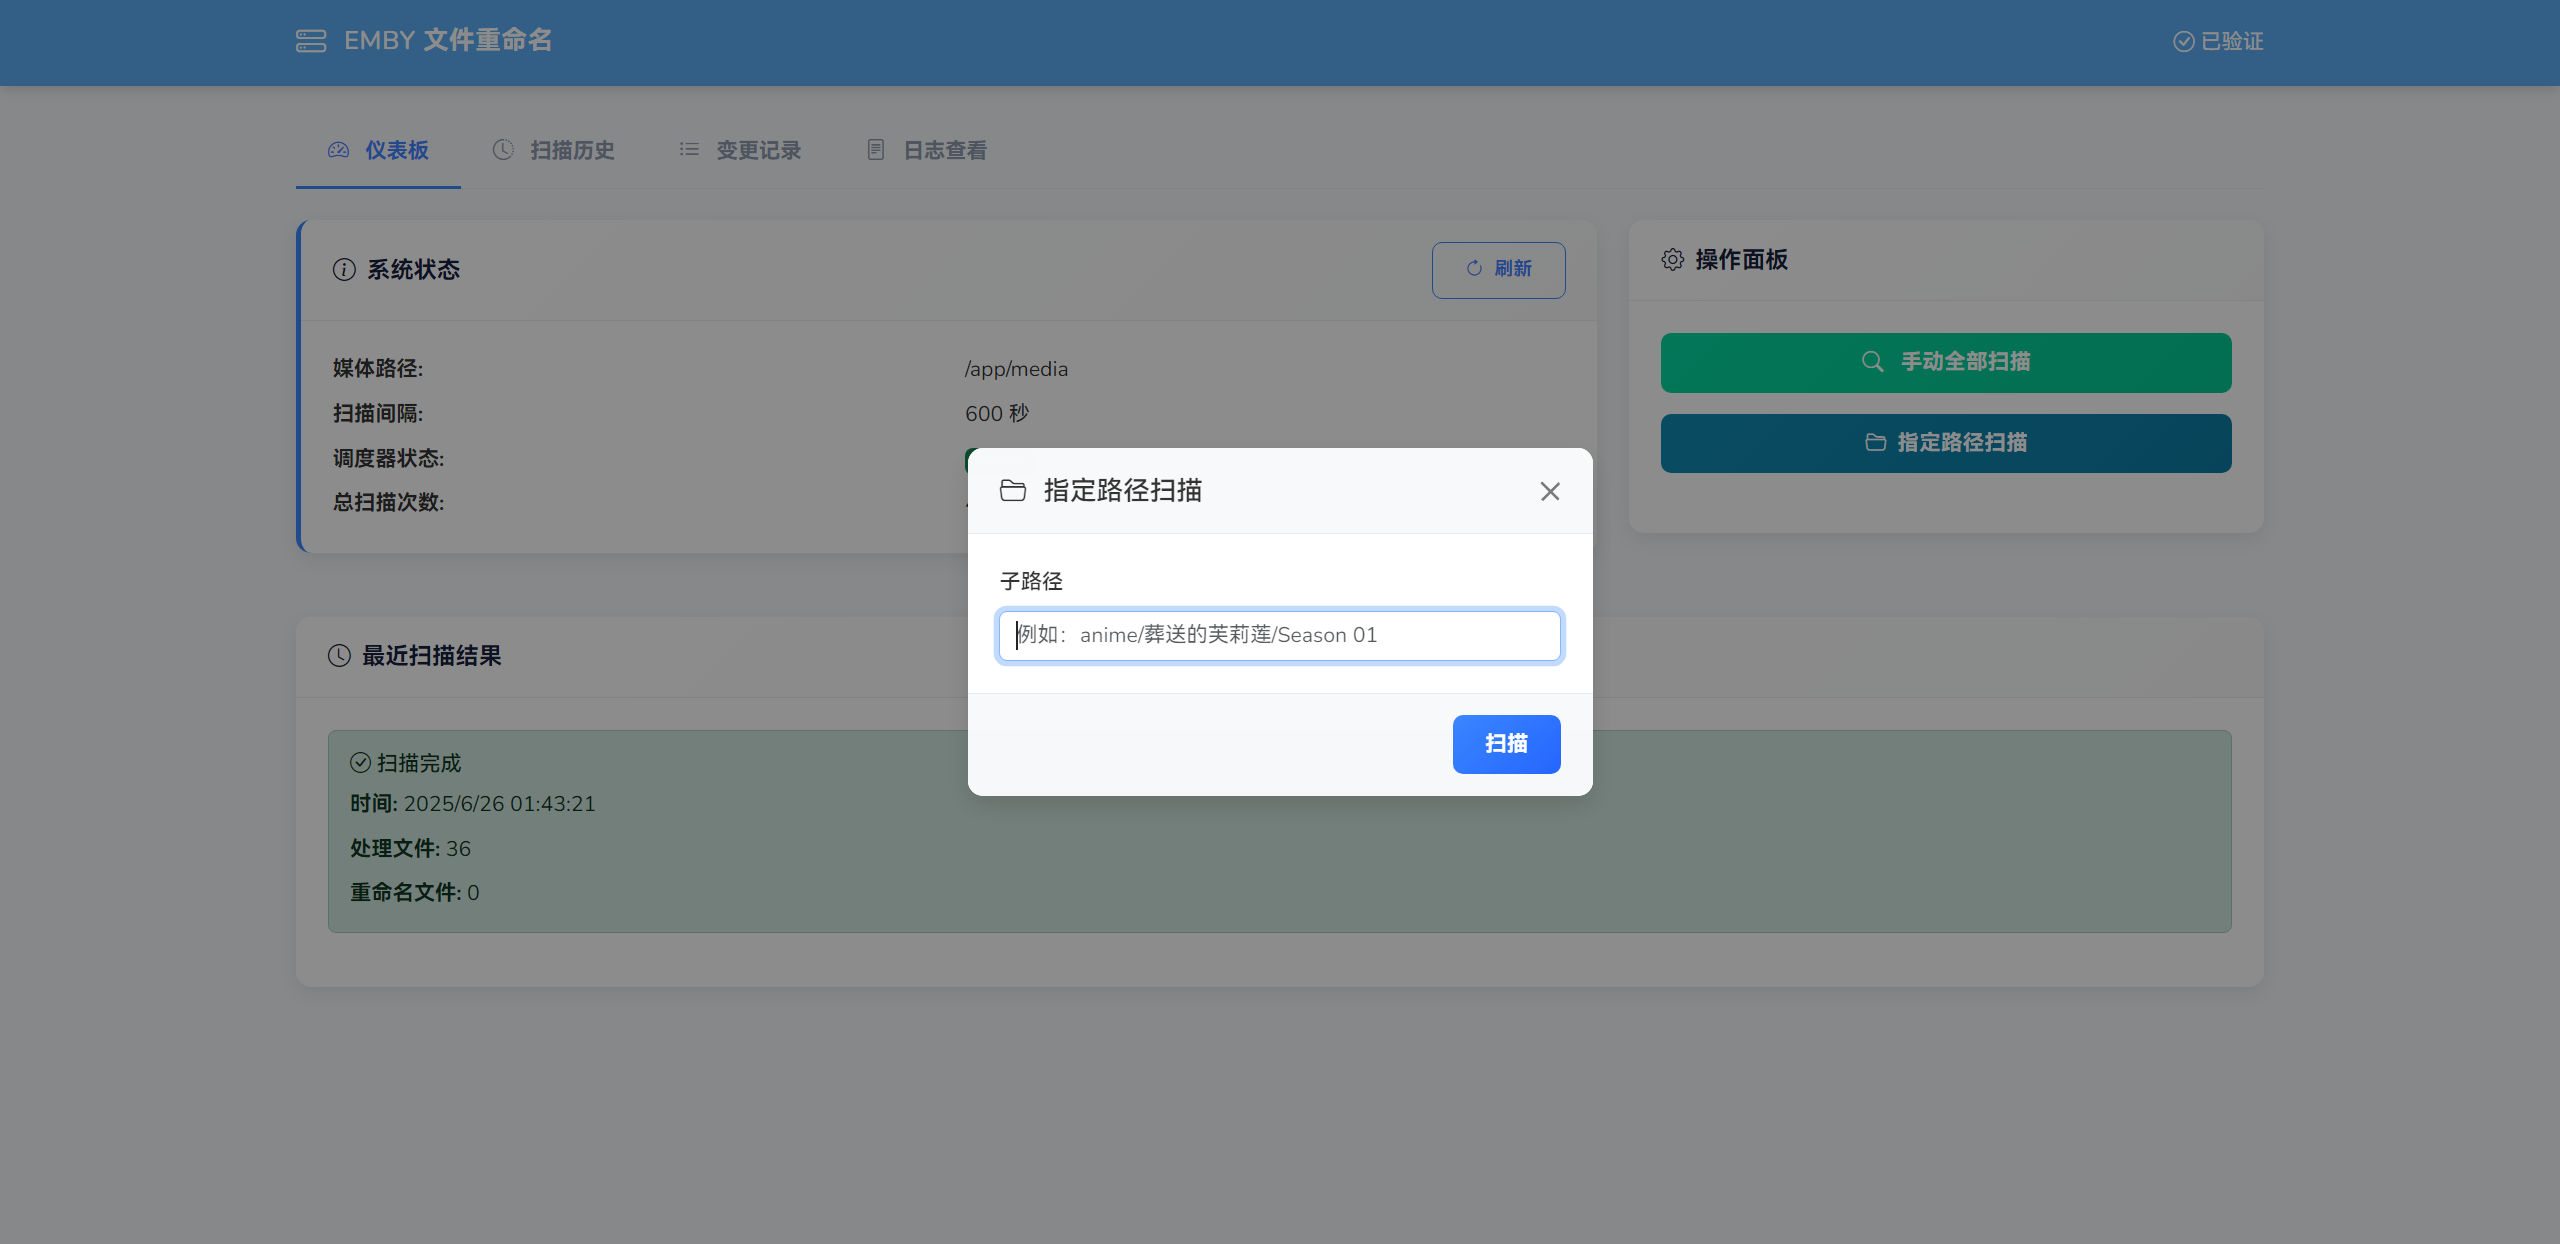 EMBY 文件重命名
已验证
仪表板
扫描历史
变更记录
日志查看
系统状态
刷新
媒体路径:
/app/media
扫描间隔:
600 秒
调度器状态:
总扫描次数:
操作面板
手动全部扫描
指定路径扫描
指定路径扫描
子路径
例如：anime/葬送的芙莉莲/Season 01
扫描
最近扫描结果
扫描完成
时间: 2025/6/26 01:43:21
处理文件: 36
重命名文件: 0